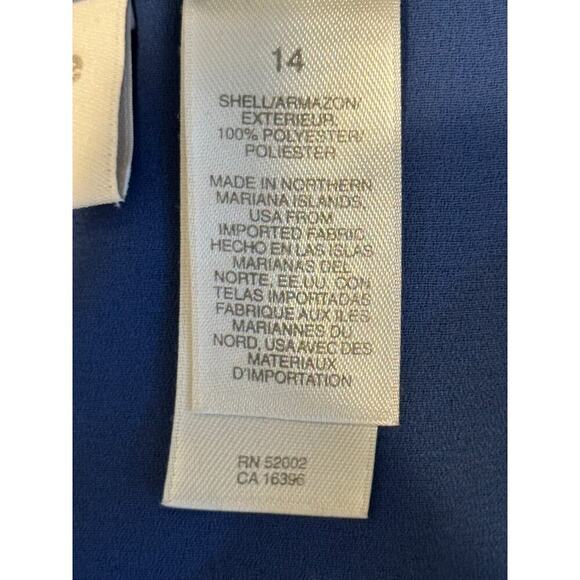 14
SHELL/ARMAZON/
EXTERIEUR
100% POLYESTER/
POLIESTER
MADE IN NORTHERN
MARIANA ISLANDS,
USA FROM
IMPORTED FABRIC
HECHO EN LAS ISLAS
MARIANAS DEL
NORTE, EE.UU. CON
TELAS IMPORTADAS
FABRIQUE AUX ILES
MARIANNES DU
NORD, USA AVEC DES
MATERIAUX
D'IMPORTATION
RN 52002
CA 16396